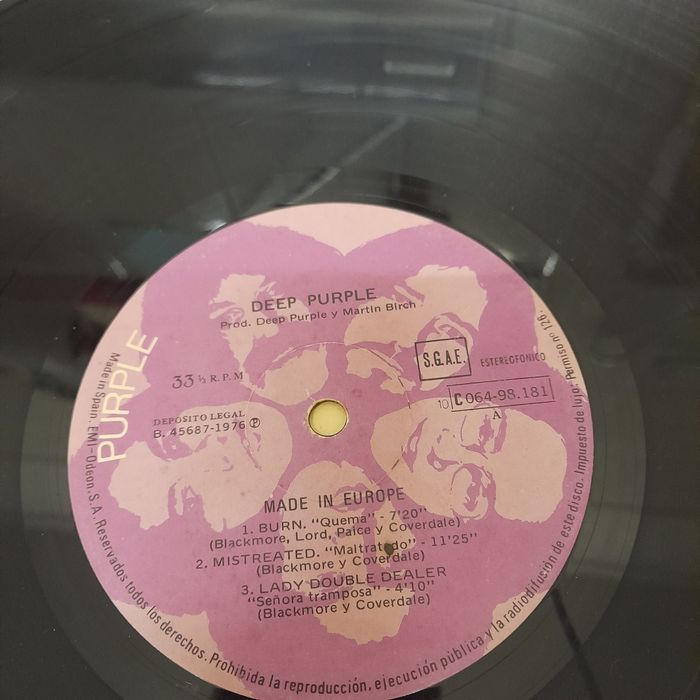 DEEP PURPLE
Prod. Deep Purple y Martin Birch
PURPLE
33 ⅓ R.P.M
S.G.A.E.
ESTEREOFONICO
DEPOSITO LEGAL
B. 45687-1976 Ⓟ
10 C 064-98.181
A
MADE IN EUROPE
1. BURN. "Quema" - 7'20"
(Blackmore, Lord, Paice y Coverdale)
2. MISTREATED. "Maltratado" - 11'25"
(Blackmore y Coverdale)
3. LADY DOUBLE DEALER
"Señora tramposa" - 4'10"
(Blackmore y Coverdale)
Made in Spain. EMI-Odeon. S. A. Reservados todos los derechos. Prohibida la reproducción, ejecución pública y la radiodifusión de este disco. Impuesto de lujo: Permiso nº 126.